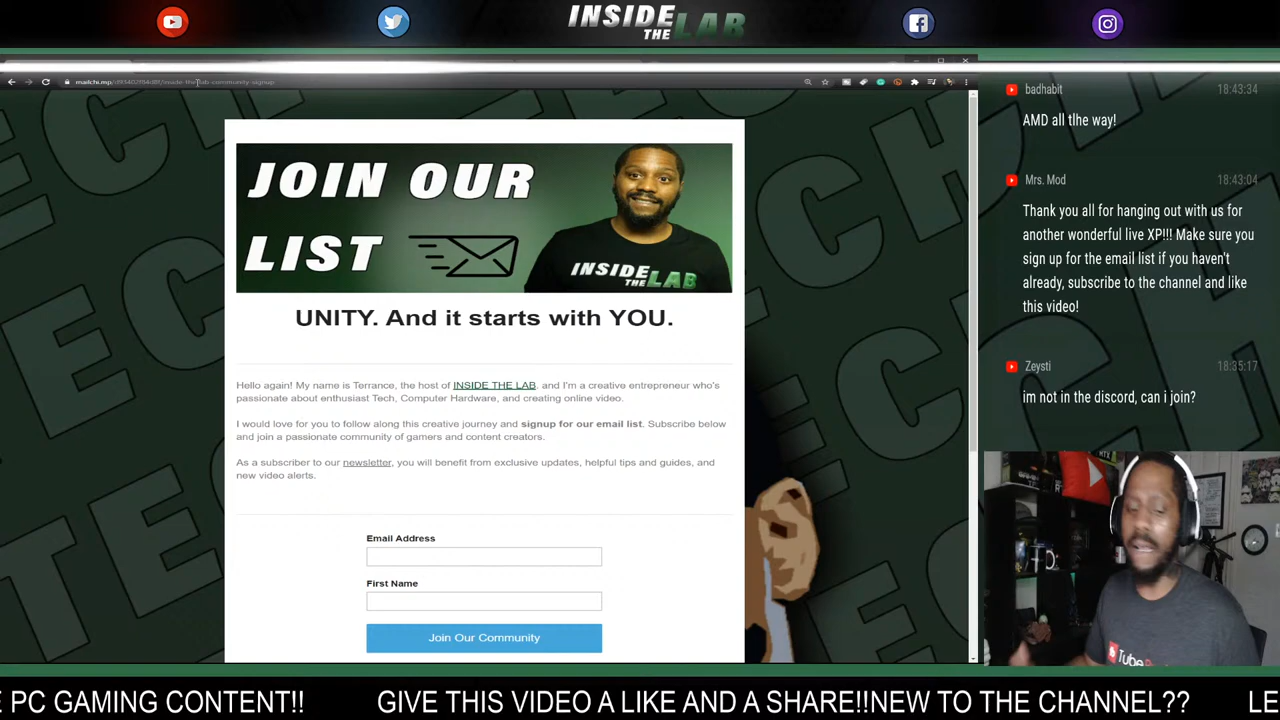 INSIDE
THE LAB
mailchi.mp/
JOIN OUR
LIST
INSIDE
THE LAB
UNITY. And it starts with YOU.
Hello again! My name is Terrance, the host of INSIDE THE LAB. and I'm a creative entrepreneur who's
passionate about enthusiast Tech, Computer Hardware, and creating online video.
I would love for you to follow along this creative journey and signup for our email list. Subscribe below
and join a passionate community of gamers and content creators.
As a subscriber to our newsletter, you will benefit from exclusive updates, helpful tips and guides, and
new video alerts.
Email Address
First Name
Join Our Community
badhabit 18:43:34
AMD all tlhe way!
Mrs. Mod 18:43:04
Thank you all for hanging out with us for
another wonderful live XP!!! Make sure you
sign up for the email list if you haven't
already, subscribe to the channel and like
this video!
Zeysti 18:35:17
im not in the discord, can i join?
E PC GAMING CONTENT!! GIVE THIS VIDEO A LIKE AND A SHARE!!NEW TO THE CHANNEL?? LE